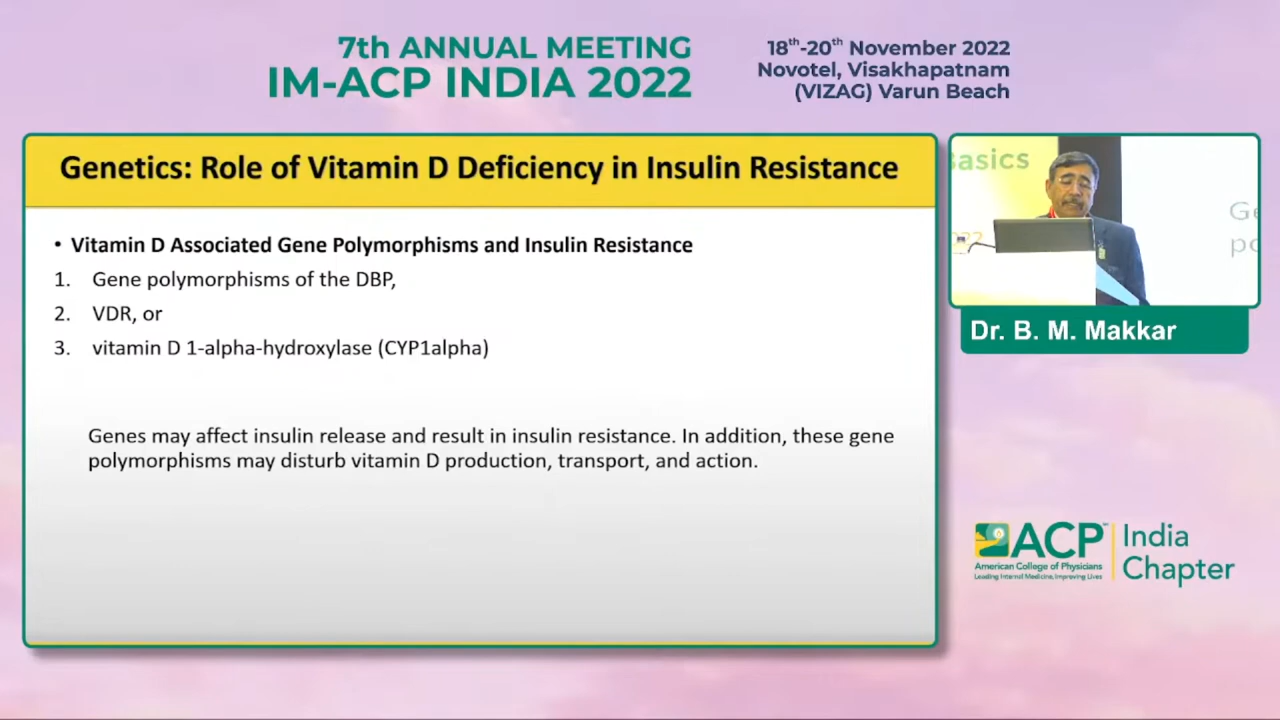 7th ANNUAL MEETING
IM-ACP INDIA 2022
18th-20th November 2022
Novotel, Visakhapatnam
(VIZAG) Varun Beach
Genetics: Role of Vitamin D Deficiency in Insulin Resistance
• Vitamin D Associated Gene Polymorphisms and Insulin Resistance
1. Gene polymorphisms of the DBP,
2. VDR, or
3. vitamin D 1-alpha-hydroxylase (CYP1alpha)
Genes may affect insulin release and result in insulin resistance. In addition, these gene
polymorphisms may disturb vitamin D production, transport, and action.
asics
Ge
po
Dr. B. M. Makkar
ACP
American College of Physicians
Leading Internal Medicine, Improving Lives
India
Chapter